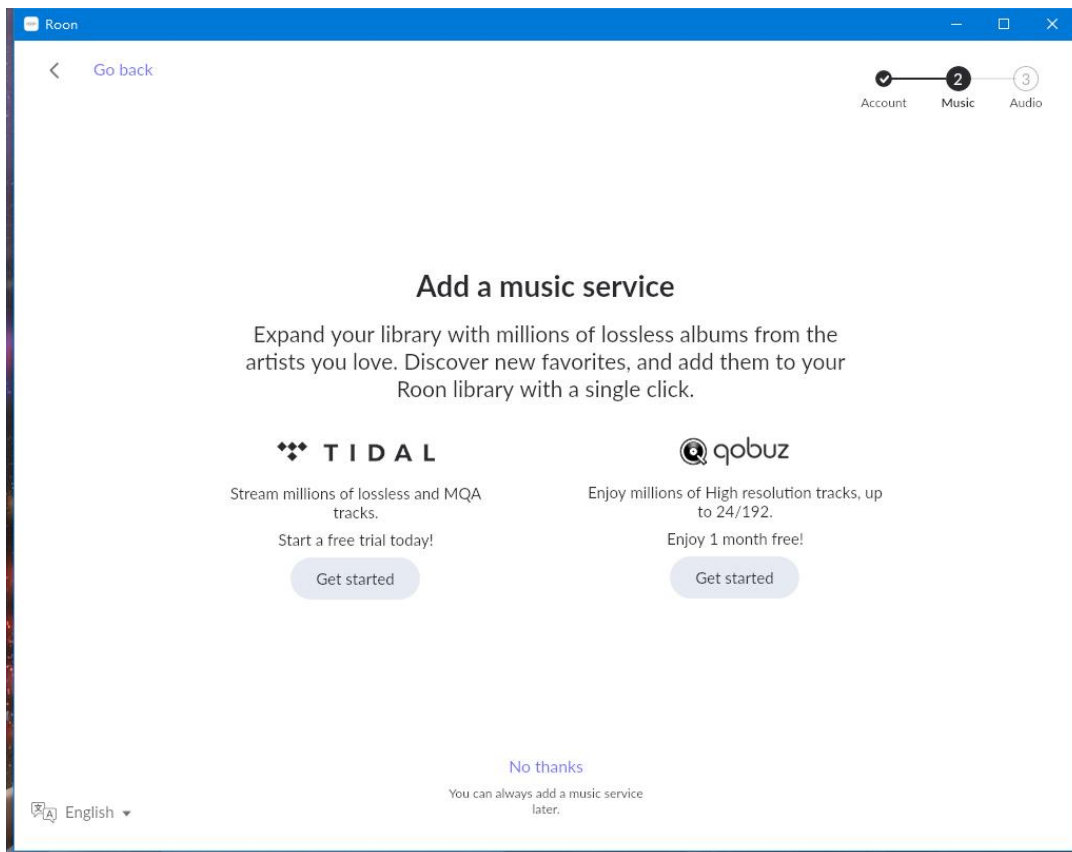 Roon
Go back
2
3
Account
Music
Audio
Add a music service
Expand your library with millions of lossless albums from the
artists you love. Discover new favorites, and add them to your
Roon library with a single click.
TIDAL
Stream millions of lossless and MQA
tracks.
Start a free trial today!
Get started
qobuz
Enjoy millions of High resolution tracks, up
to 24/192.
Enjoy 1 month free!
Get started
No thanks
You can always add a music service
later.
English